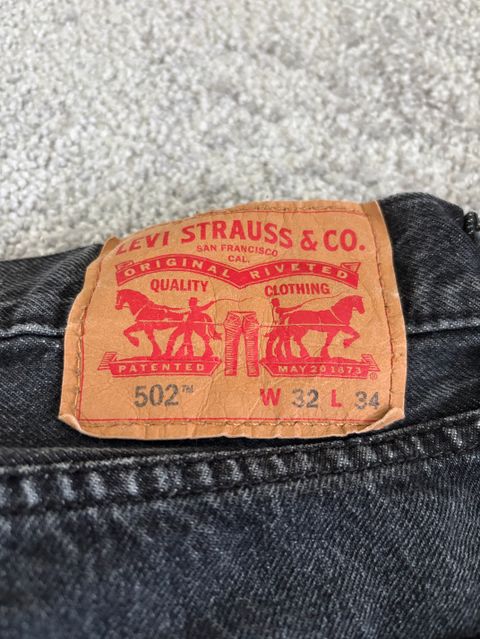 LEVI STRAUSS & CO.
SAN FRANCISCO
CAL.
ORIGINAL RIVETED
QUALITY CLOTHING
PATENTED MAY 20 1873
502™ W 32 L 34